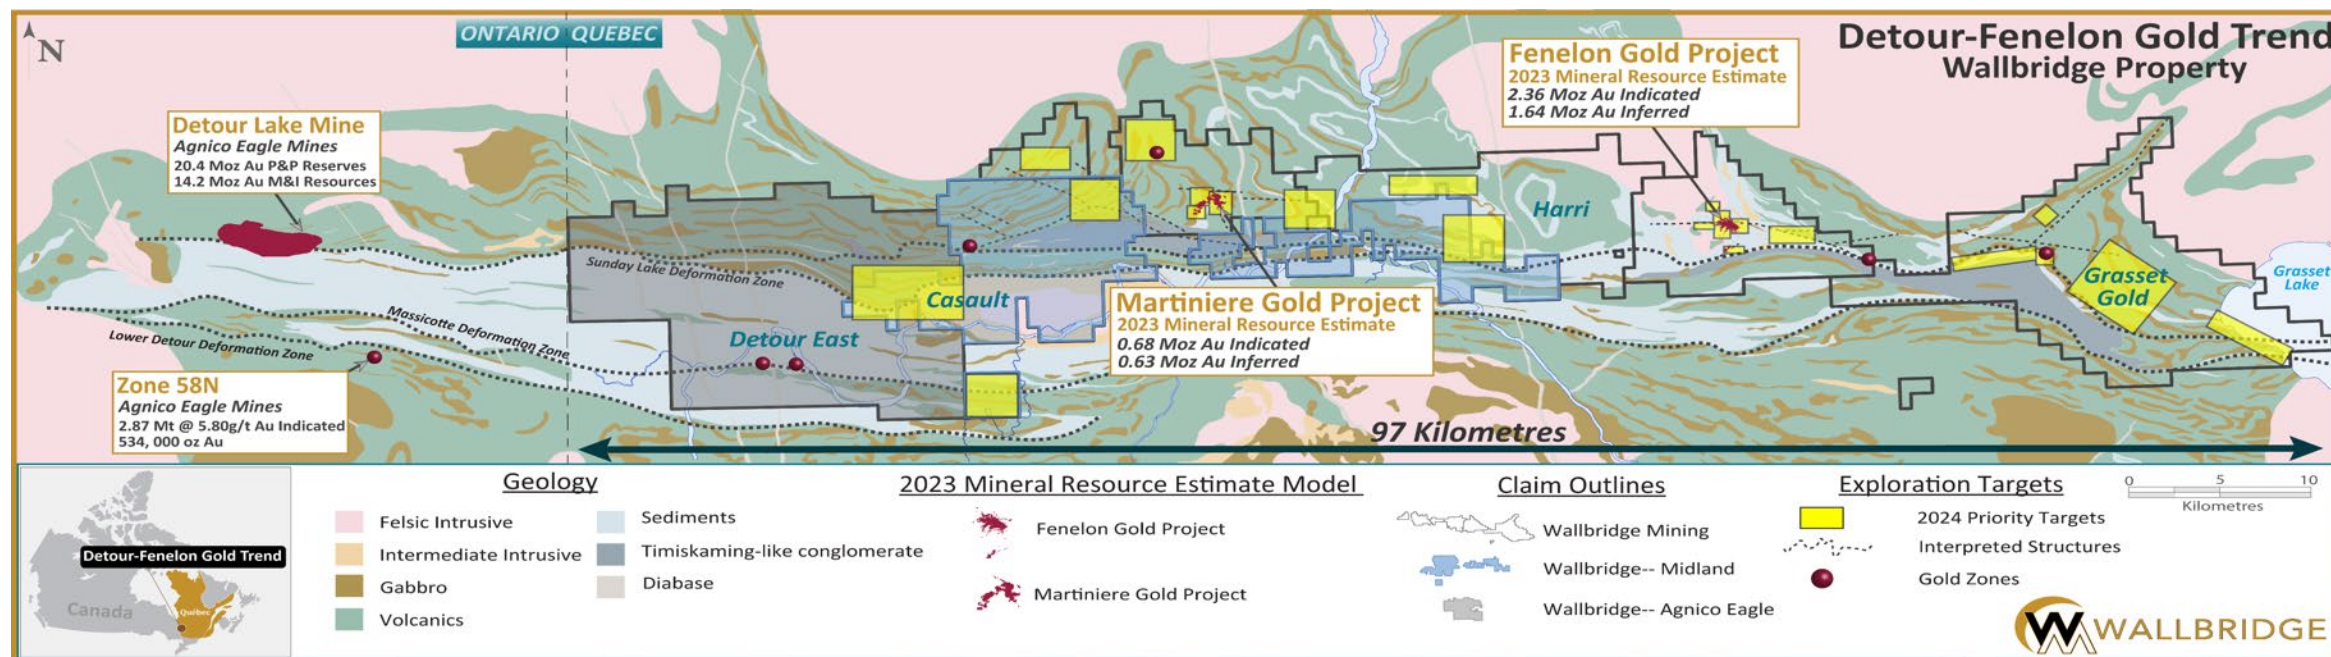 N
ONTARIO QUEBEC
Detour-Fenelon Gold Trend
Wallbridge Property
Fenelon Gold Project
2023 Mineral Resource Estimate
2.36 Moz Au Indicated
1.64 Moz Au Inferred
Detour Lake Mine
Agnico Eagle Mines
20.4 Moz Au P&P Reserves
14.2 Moz Au M&I Resources
Harri
Sunday Lake Deformation Zone
Casault
Grasset
Gold
Grasset
Lake
Martiniere Gold Project
2023 Mineral Resource Estimate
0.68 Moz Au Indicated
0.63 Moz Au Inferred
Massicotte Deformation Zone
Lower Detour Deformation Zone
Detour East
Zone 58N
Agnico Eagle Mines
2.87 Mt @ 5.80g/t Au Indicated
534, 000 oz Au
97 Kilometres
Detour-Fenelon Gold Trend
Canada
Québec
Geology
Felsic Intrusive
Intermediate Intrusive
Gabbro
Volcanics
Sediments
Timiskaming-like conglomerate
Diabase
2023 Mineral Resource Estimate Model
Fenelon Gold Project
Martiniere Gold Project
Claim Outlines
Wallbridge Mining
Wallbridge-- Midland
Wallbridge-- Agnico Eagle
Exploration Targets
2024 Priority Targets
Interpreted Structures
Gold Zones
0 5 10
Kilometres
WALLBRIDGE